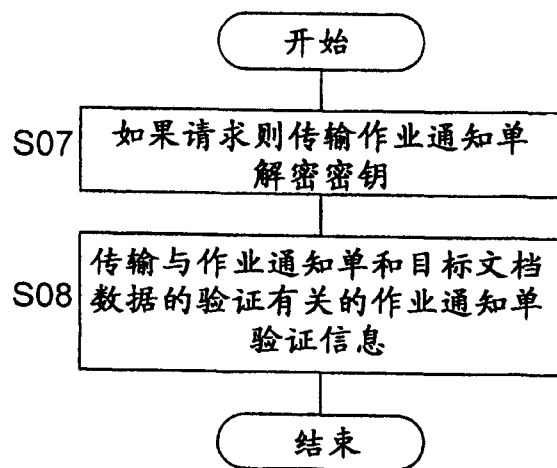 开始
S07
如果请求则传输作业通知单
解密密钥
S08
传输与作业通知单和目标文档
数据的验证有关的作业通知单
验证信息
结束